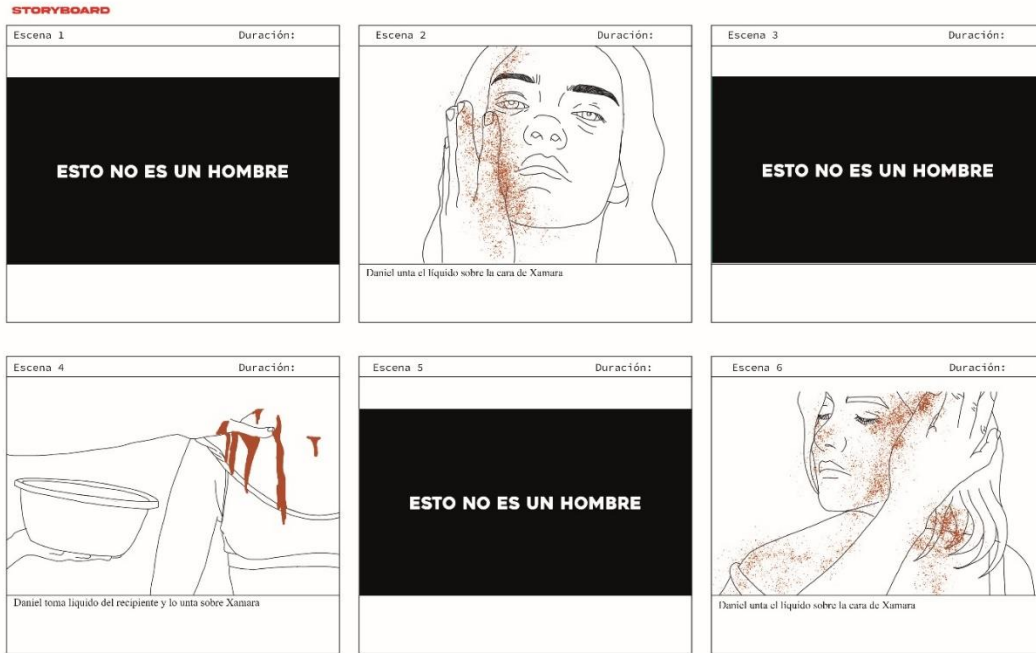 STORYBOARD
Escena 1 Duración:
ESTO NO ES UN HOMBRE
Escena 2 Duración:
Daniel unta el líquido sobre la cara de Xamara
Escena 3 Duración:
ESTO NO ES UN HOMBRE
Escena 4 Duración:
Daniel toma liquido del recipiente y lo unta sobre Xamara
Escena 5 Duración:
ESTO NO ES UN HOMBRE
Escena 6 Duración:
Daniel unta el líquido sobre la cara de Xamara